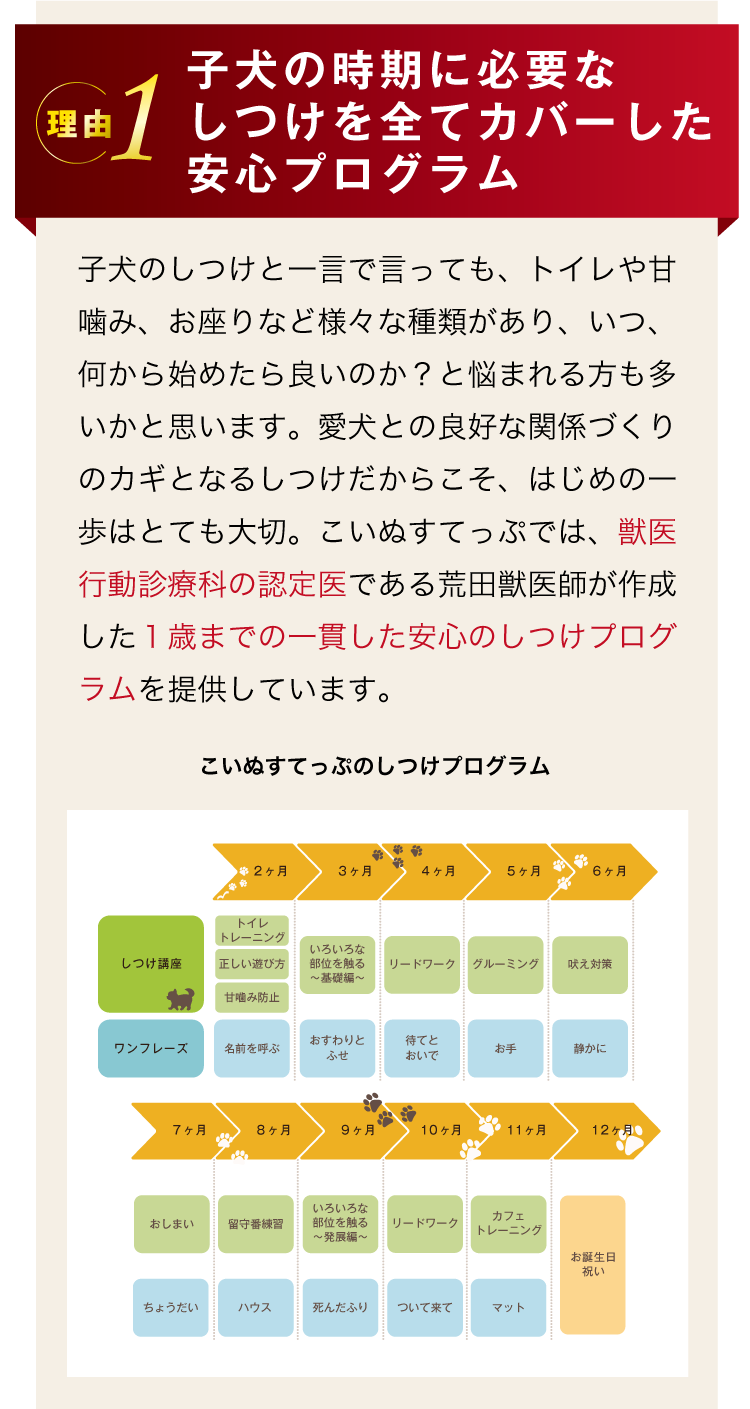 理由1
子犬の時期に必要な
しつけを全てカバーした
安心プログラム
子犬のしつけと一言で言っても、トイレや甘
噛み、お座りなど様々な種類があり、いつ、
何から始めたら良いのか？と悩まれる方も多
いかと思います。愛犬との良好な関係づくり
のカギとなるしつけだからこそ、はじめの一
歩はとても大切。こいぬすてっぷでは、獣医
行動診療科の認定医である荒田獣医師が作成
した１歳までの一貫した安心のしつけプログ
ラムを提供しています。
こいぬすてっぷのしつけプログラム
2ヶ月 3ヶ月 4ヶ月 5ヶ月 6ヶ月
しつけ講座
トイレ
トレーニング
正しい遊び方
甘噛み防止
いろいろな
部位を触る
〜基礎編〜
リードワーク
グルーミング
吠え対策
ワンフレーズ
名前を呼ぶ
おすわりと
ふせ
待てと
おいで
お手
静かに
7ヶ月 8ヶ月 9ヶ月 10ヶ月 11ヶ月 12ヶ月
おしまい
留守番練習
いろいろな
部位を触る
〜発展編〜
リードワーク
カフェ
トレーニング
お誕生日
祝い
ちょうだい
ハウス
死んだふり
ついて来て
マット